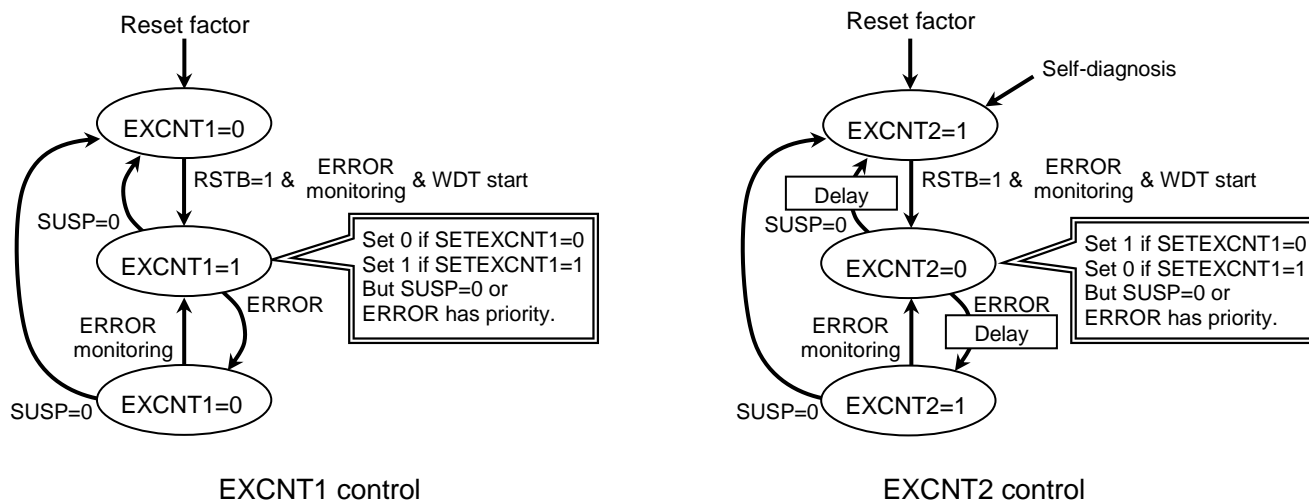 Reset factor
EXCNT1=0
RSTB=1 & ERROR monitoring & WDT start
SUSP=0
EXCNT1=1
Set 0 if SETEXCNT1=0
Set 1 if SETEXCNT1=1
But SUSP=0 or
ERROR has priority.
ERROR
ERROR
monitoring
SUSP=0
EXCNT1=0
EXCNT1 control
Reset factor
Self-diagnosis
EXCNT2=1
RSTB=1 & ERROR monitoring & WDT start
Delay
SUSP=0
EXCNT2=0
Set 1 if SETEXCNT1=0
Set 0 if SETEXCNT1=1
But SUSP=0 or
ERROR has priority.
ERROR
Delay
ERROR
monitoring
SUSP=0
EXCNT2=1
EXCNT2 control